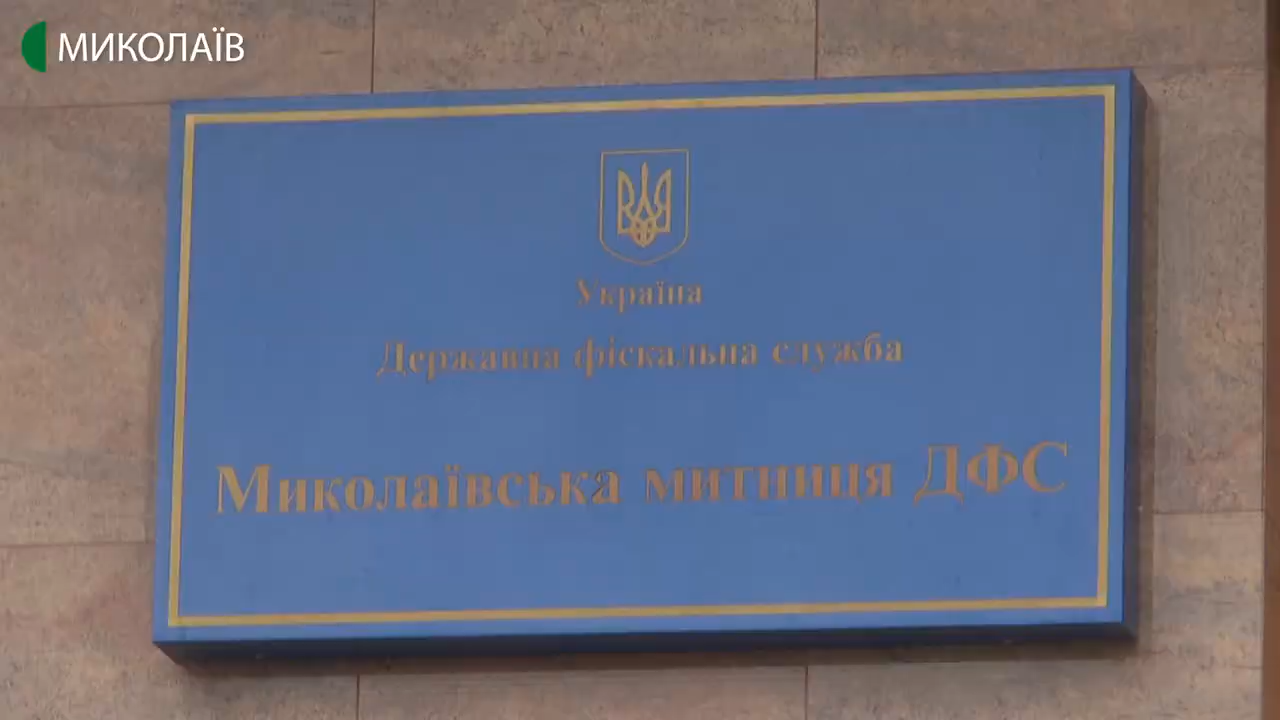 МИКОЛАЇВ
Україна
Державна фіскальна служба
Миколаївська митниця ДФС